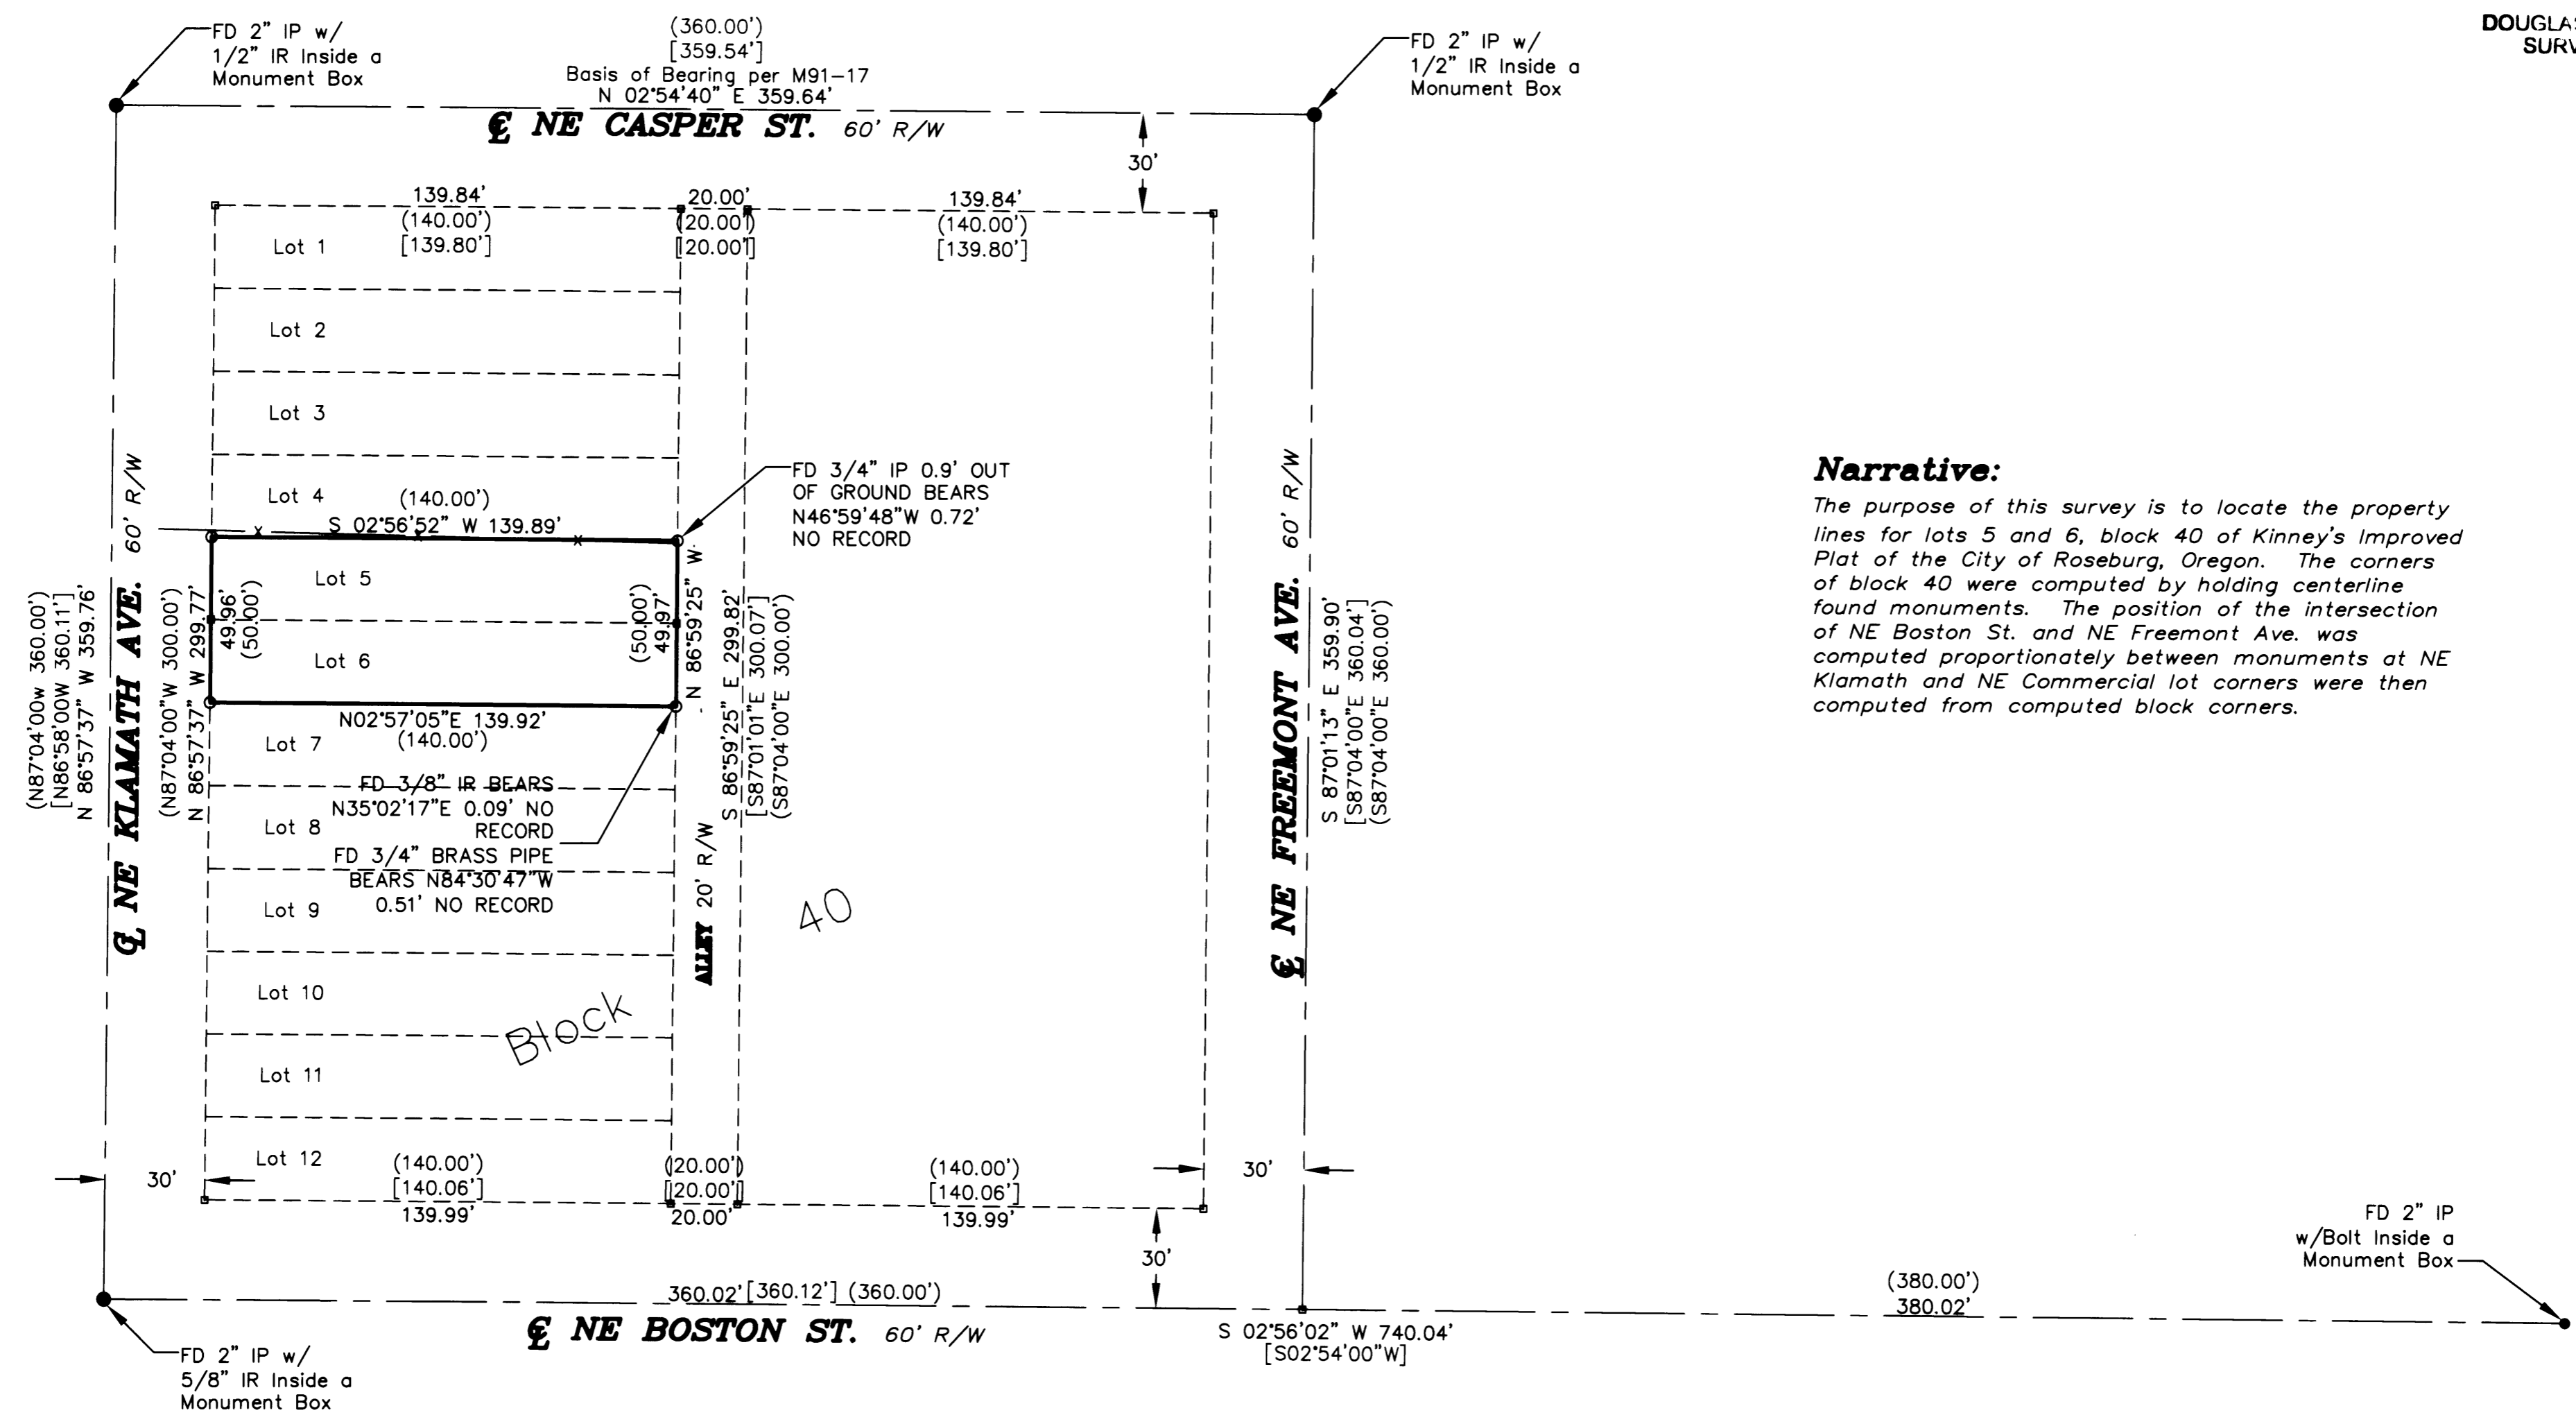 DOUGLAS
SURV
FD 2" IP w/
1/2" IR Inside a
Monument Box
(360.00')
[359.54']
Basis of Bearing per M91-17
N 02°54'40" E 359.64'
FD 2" IP w/
1/2" IR Inside a
Monument Box
℄ NE CASPER ST. 60' R/W
30'
139.84'
(140.00')
[139.80']
20.00'
(20.00')
[20.00']
139.84'
(140.00')
[139.80']
Lot 1
Lot 2
Lot 3
Lot 4
(140.00')
S 02°56'52" W 139.89'
FD 3/4" IP 0.9' OUT
OF GROUND BEARS
N46°59'48"W 0.72'
NO RECORD
Lot 5
Lot 6
49.96'
(50.00')
(50.00')
49.97'
N02°57'05"E 139.92'
(140.00')
Lot 7
FD 3/8" IR BEARS
N35°02'17"E 0.09' NO
RECORD
Lot 8
FD 3/4" BRASS PIPE
BEARS N84°30'47"W
0.51' NO RECORD
Lot 9
Lot 10
Lot 11
Lot 12
Block
40
(N87°04'00w 360.00')
[N86°58'00W 360.11']
N 86°57'37" W 359.76'
℄ NE KLAMATH AVE. 60' R/W
(N87°04'00"W 300.00')
N 86°57'37" W 299.77'
N 86°59'25" W
ALLEY 20' R/W
S 86°59'25" E 299.82'
[S87°01'01"E 300.07']
(S87°04'00"E 300.00')
℄ NE FREEMONT AVE. 60' R/W
S 87°01'13" E 359.90'
[S87°04'00"E 360.04']
(S87°04'00"E 360.00')
Narrative:
The purpose of this survey is to locate the property
lines for lots 5 and 6, block 40 of Kinney's Improved
Plat of the City of Roseburg, Oregon. The corners
of block 40 were computed by holding centerline
found monuments. The position of the intersection
of NE Boston St. and NE Freemont Ave. was
computed proportionately between monuments at NE
Klamath and NE Commercial lot corners were then
computed from computed block corners.
30'
(140.00')
[140.06']
139.99'
(20.00')
[20.00']
20.00'
(140.00')
[140.06']
139.99'
30'
30'
360.02' [360.12'] (360.00')
℄ NE BOSTON ST. 60' R/W
S 02°56'02" W 740.04'
[S02°54'00"W]
(380.00')
380.02'
FD 2" IP
w/Bolt Inside a
Monument Box
FD 2" IP w/
5/8" IR Inside a
Monument Box